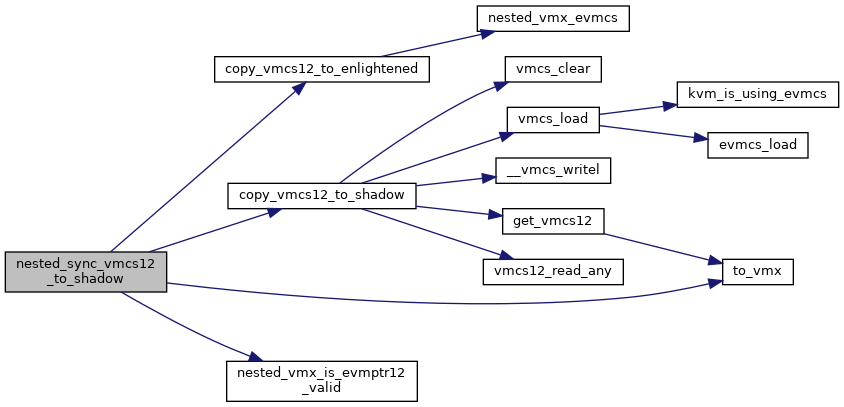 nested_vmx_evmcs
copy_vmcs12_to_enlightened
vmcs_clear
kvm_is_using_evmcs
vmcs_load
evmcs_load
__vmcs_writel
copy_vmcs12_to_shadow
get_vmcs12
nested_sync_vmcs12
_to_shadow
vmcs12_read_any
to_vmx
nested_vmx_is_evmptr12
_valid